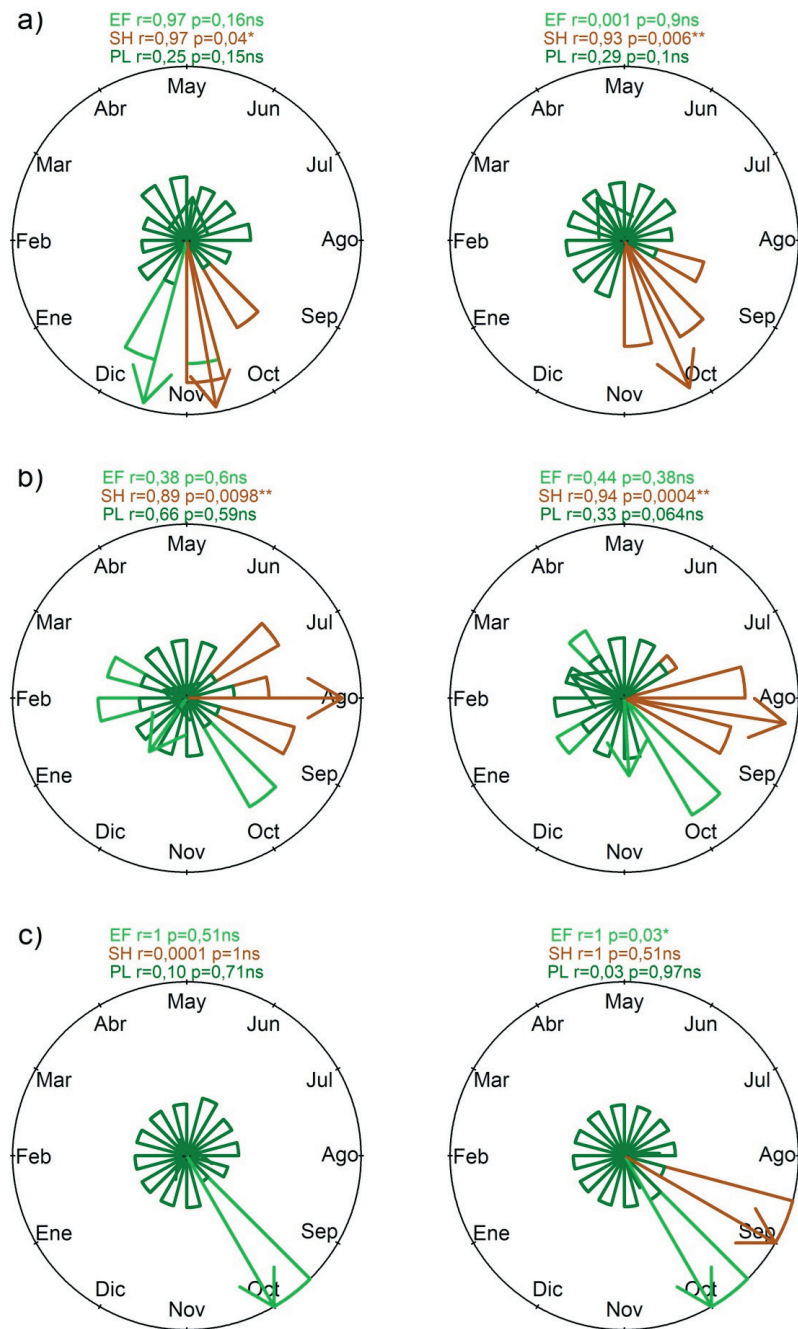 a)
EF r=0,97 p=0,16ns
SH r=0,97 p=0,04*
PL r=0,25 p=0,15ns
May
Jun
Jul
Ago
Sep
Oct
Nov
Dic
Ene
Feb
Mar
Abr
EF r=0,001 p=0,9ns
SH r=0,93 p=0,006**
PL r=0,29 p=0,1ns
May
Jun
Jul
Ago
Sep
Oct
Nov
Dic
Ene
Feb
Mar
Abr
b)
EF r=0,38 p=0,6ns
SH r=0,89 p=0,0098**
PL r=0,66 p=0,59ns
May
Jun
Jul
Ago
Sep
Oct
Nov
Dic
Ene
Feb
Mar
Abr
EF r=0,44 p=0,38ns
SH r=0,94 p=0,0004**
PL r=0,33 p=0,064ns
May
Jun
Jul
Ago
Sep
Oct
Nov
Dic
Ene
Feb
Mar
Abr
c)
EF r=1 p=0,51ns
SH r=0,0001 p=1ns
PL r=0,10 p=0,71ns
May
Jun
Jul
Ago
Sep
Oct
Nov
Dic
Ene
Feb
Mar
Abr
EF r=1 p=0,03*
SH r=1 p=0,51ns
PL r=0,03 p=0,97ns
May
Jun
Jul
Ago
Sep
Oct
Nov
Dic
Ene
Feb
Mar
Abr